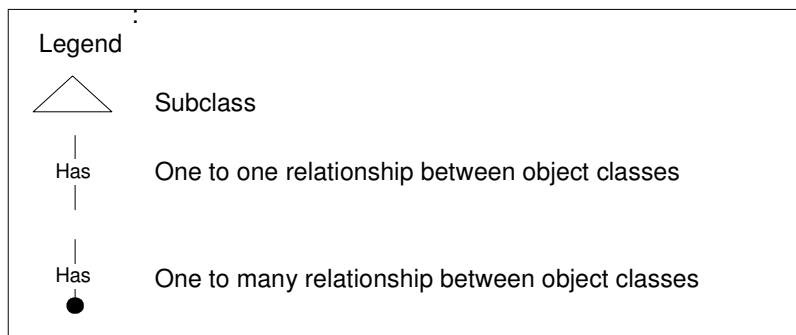 :
Legend
Subclass
Has One to one relationship between object classes
Has One to many relationship between object classes